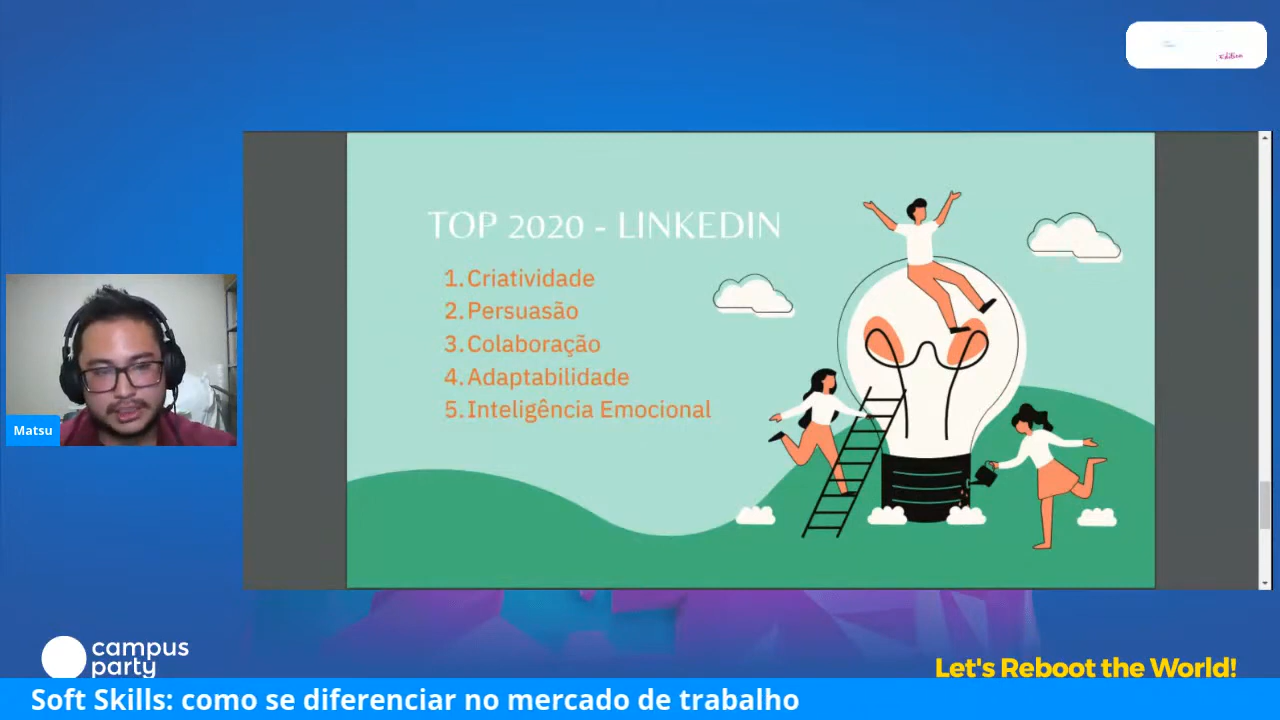 Edition
TOP 2020 - LINKEDIN
1. Criatividade
2. Persuasão
3. Colaboração
4. Adaptabilidade
5. Inteligência Emocional
Matsu
campus
party
Let's Reboot the World!
Soft Skills: como se diferenciar no mercado de trabalho